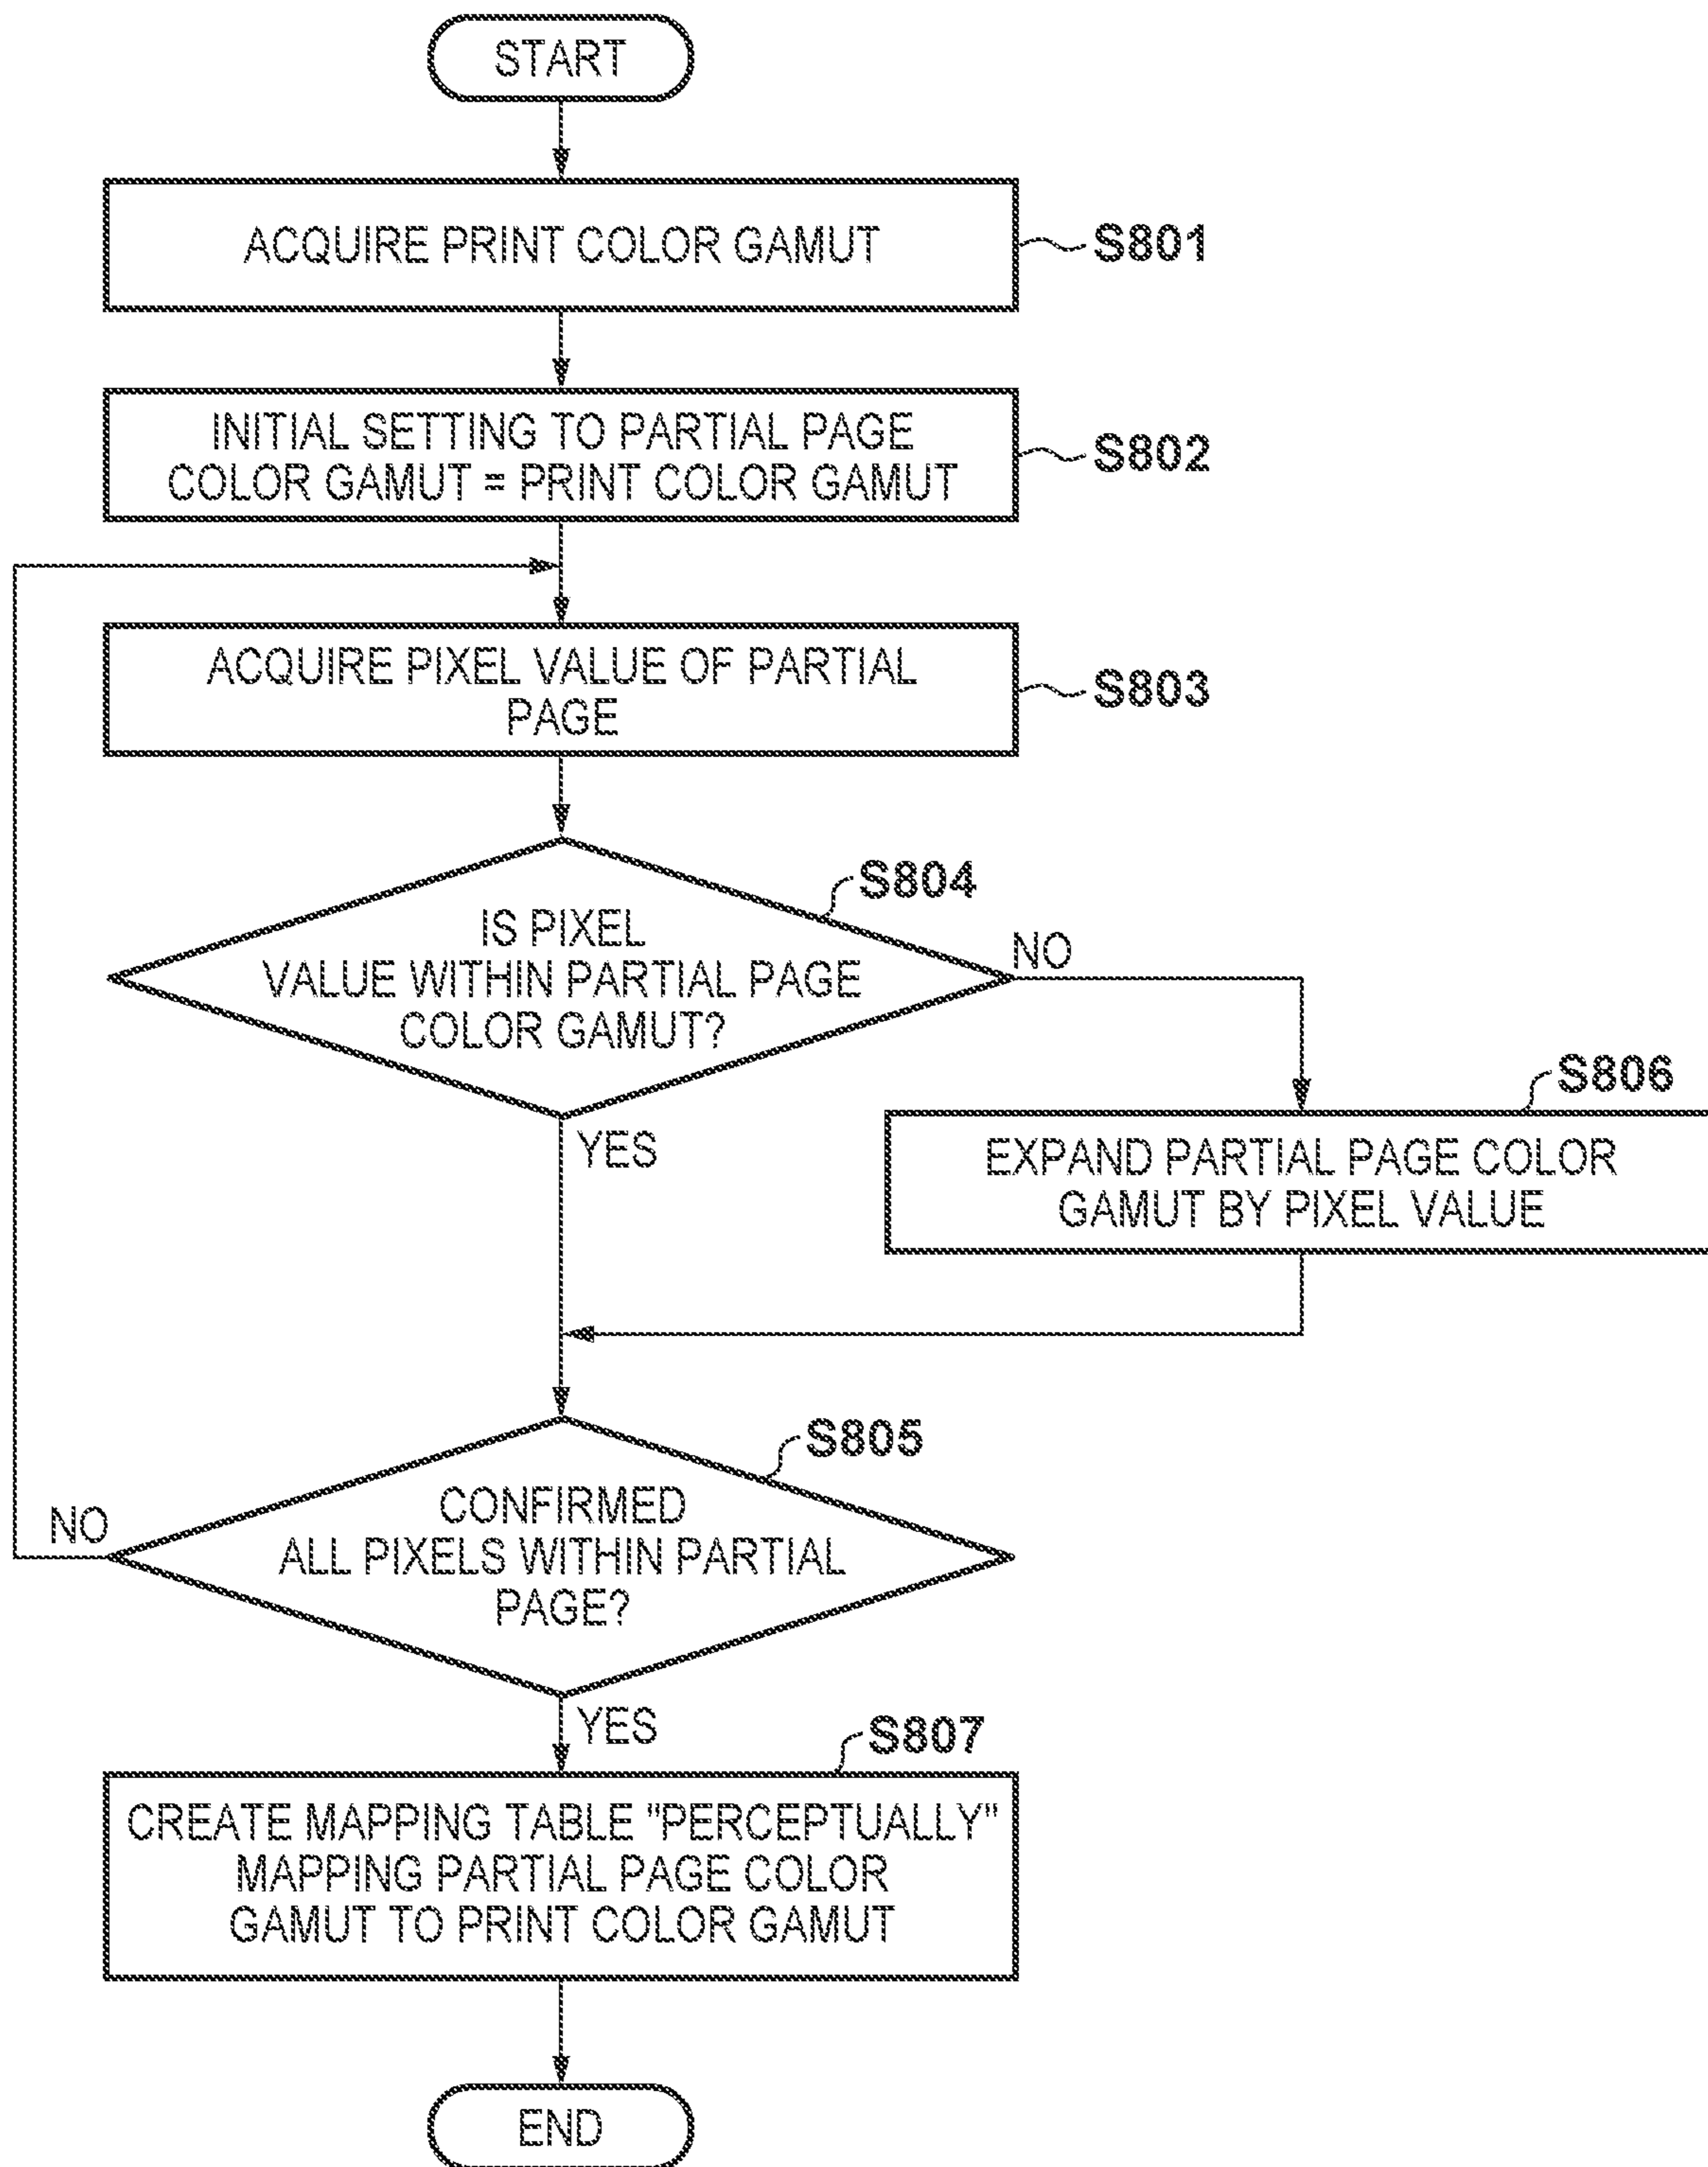 START
ACQUIRE PRINT COLOR GAMUT
S801
INITIAL SETTING TO PARTIAL PAGE
COLOR GAMUT = PRINT COLOR GAMUT
S802
ACQUIRE PIXEL VALUE OF PARTIAL
PAGE
S803
S804
IS PIXEL
VALUE WITHIN PARTIAL PAGE
COLOR GAMUT?
NO
YES
S806
EXPAND PARTIAL PAGE COLOR
GAMUT BY PIXEL VALUE
S805
CONFIRMED
ALL PIXELS WITHIN PARTIAL
PAGE?
NO
YES
S807
CREATE MAPPING TABLE "PERCEPTUALLY"
MAPPING PARTIAL PAGE COLOR
GAMUT TO PRINT COLOR GAMUT
END